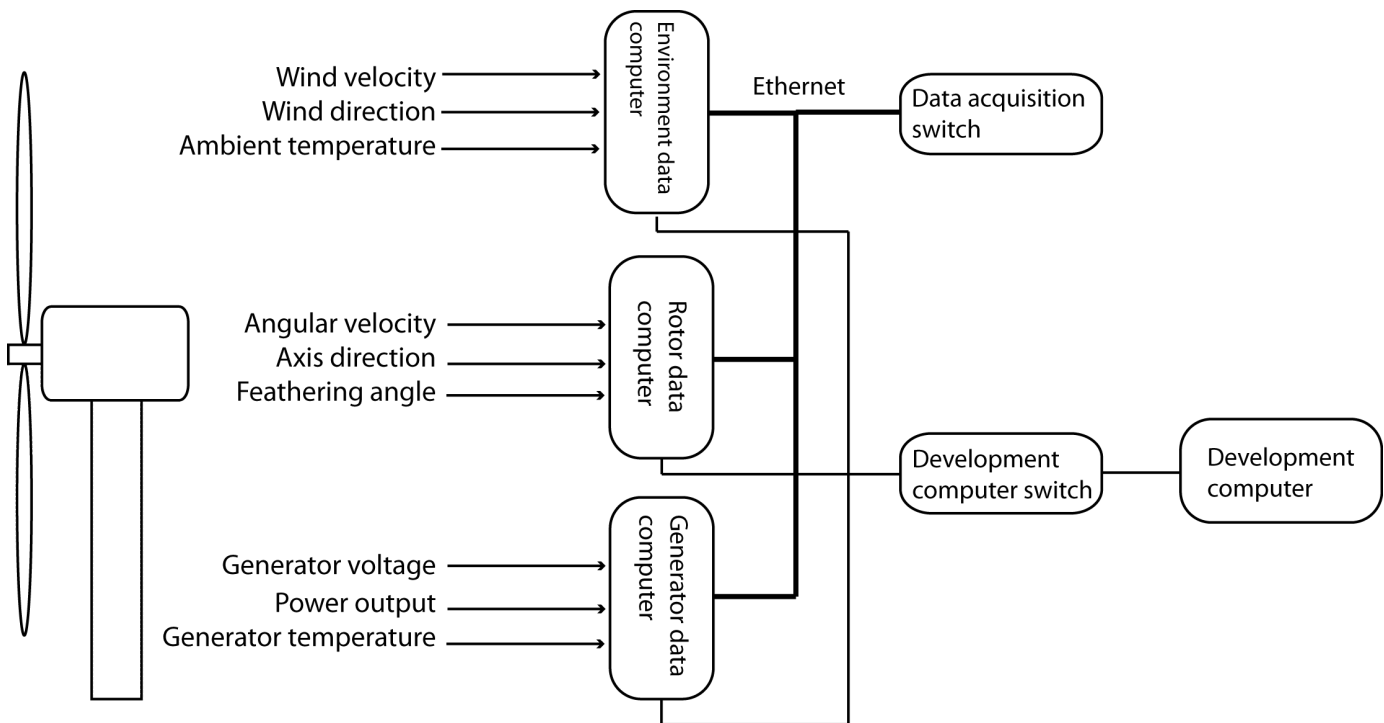 Wind velocity
Wind direction
Ambient temperature
Environment data
computer
Ethernet
Data acquisition
switch
Angular velocity
Axis direction
Feathering angle
Rotor data
computer
Development
computer switch
Development
computer
Generator voltage
Power output
Generator temperature
Generator data
computer